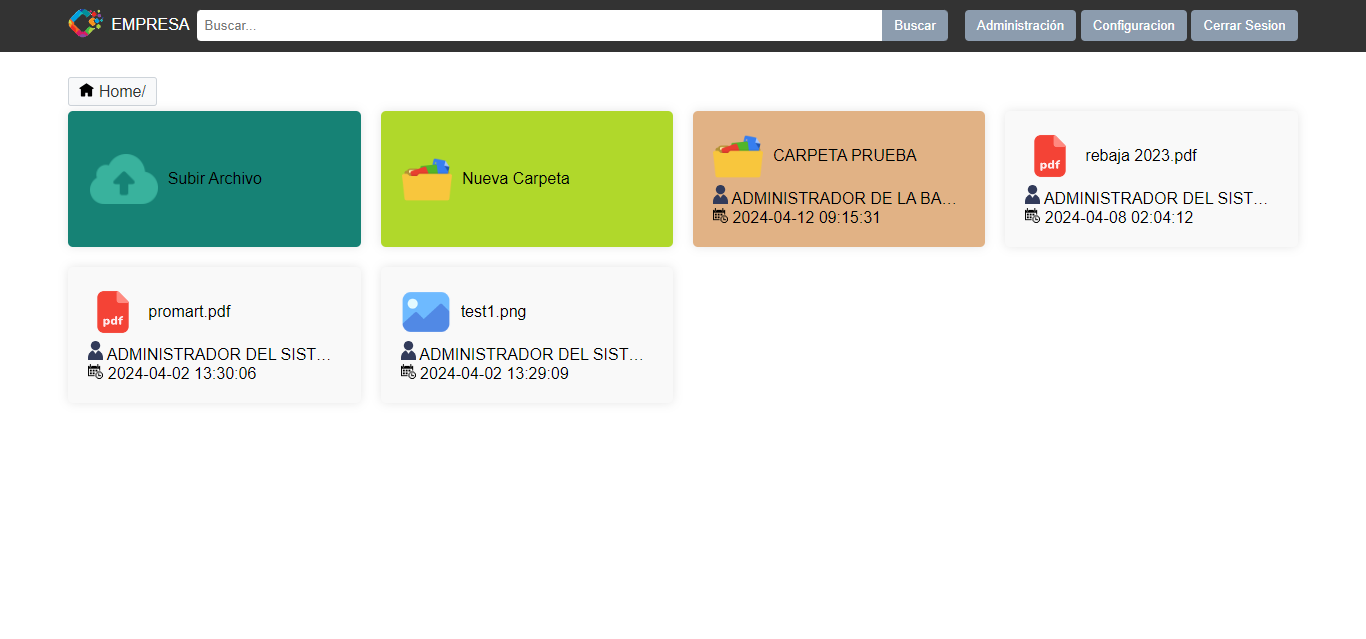 EMPRESA
Buscar...
Buscar
Administración
Configuracion
Cerrar Sesion
Home/
Subir Archivo
Nueva Carpeta
CARPETA PRUEBA
ADMINISTRADOR DE LA BA...
2024-04-12 09:15:31
pdf
rebaja 2023.pdf
ADMINISTRADOR DEL SIST...
2024-04-08 02:04:12
pdf
promart.pdf
ADMINISTRADOR DEL SIST...
2024-04-02 13:30:06
test1.png
ADMINISTRADOR DEL SIST...
2024-04-02 13:29:09